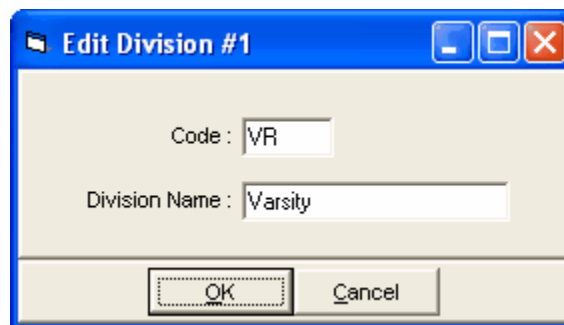 Edit Division #1
Code : VR
Division Name : Varsity
OK Cancel